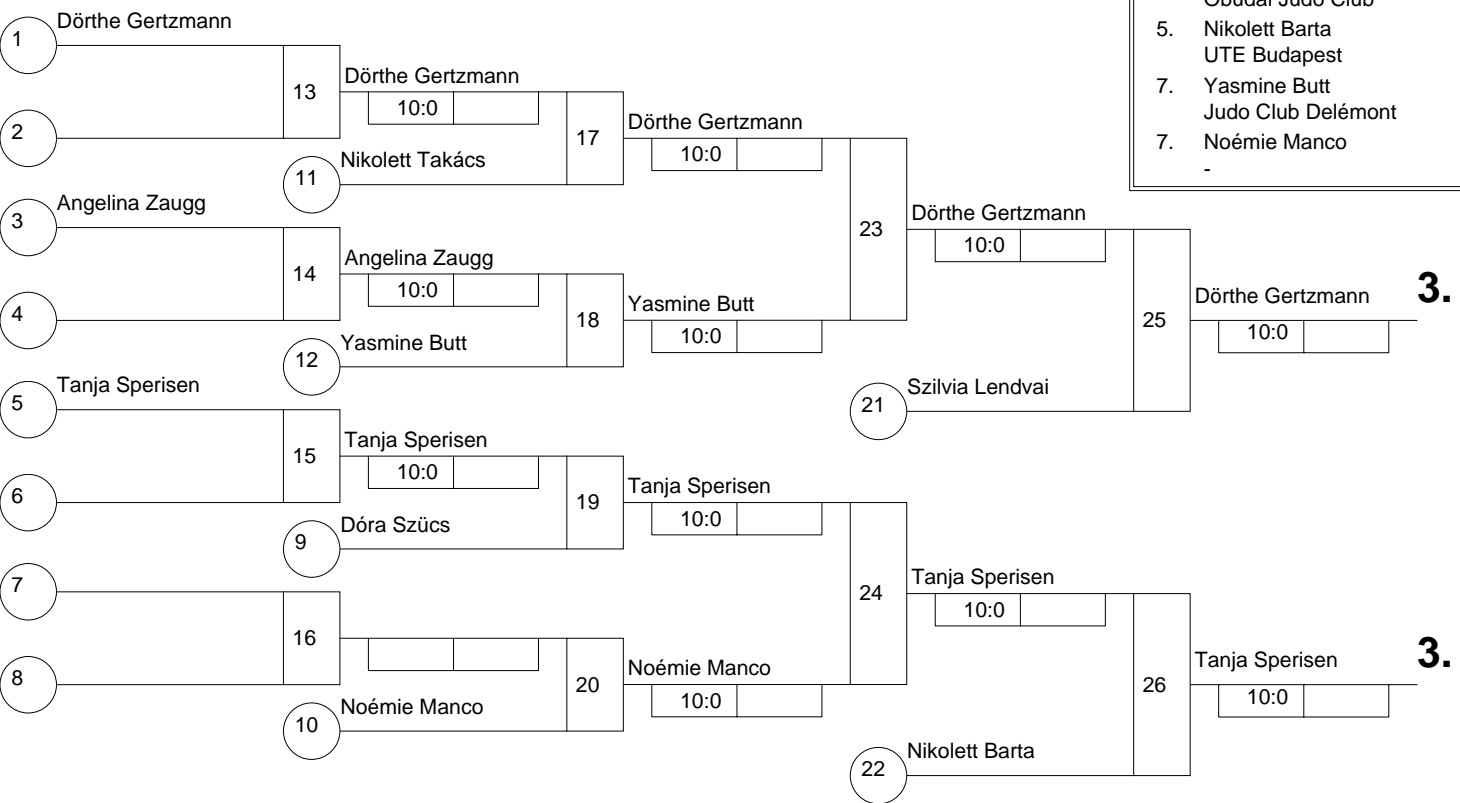 Óbudai Judo Club
5. Nikolett Barta
UTE Budapest
7. Yasmine Butt
Judo Club Delémont
7. Noémie Manco
-
1 Dörthe Gertzmann
13 Dörthe Gertzmann
10:0
2
17 Dörthe Gertzmann
10:0
11 Nikolett Takács
3 Angelina Zaugg
23 Dörthe Gertzmann
10:0
14 Angelina Zaugg
10:0
4
18 Yasmine Butt
10:0
12 Yasmine Butt
25 Dörthe Gertzmann 3.
10:0
5 Tanja Sperisen
21 Szilvia Lendvai
15 Tanja Sperisen
10:0
6
19 Tanja Sperisen
10:0
9 Dóra Szücs
7
24 Tanja Sperisen
10:0
16
8
20 Noémie Manco
10:0
10 Noémie Manco
26 Tanja Sperisen 3.
10:0
22 Nikolett Barta